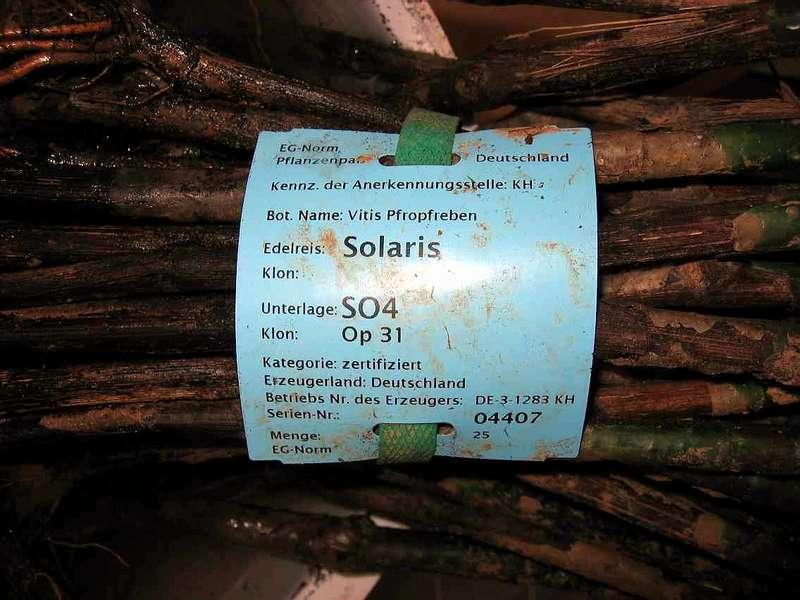 EG-Norm
Deutschland
Kennz. der Anerkennungsstelle: KH
Bot. Name: Vitis Pfropfreben
Edelreis: Solaris
Klon:
Unterlage: SO4
Klon: Op 31
Kategorie: zertifiziert
Erzeugerland: Deutschland
Betriebs Nr. des Erzeugers: DE-3-1283 KH
Serien-Nr.: 04407
Menge: 25
EG-Norm